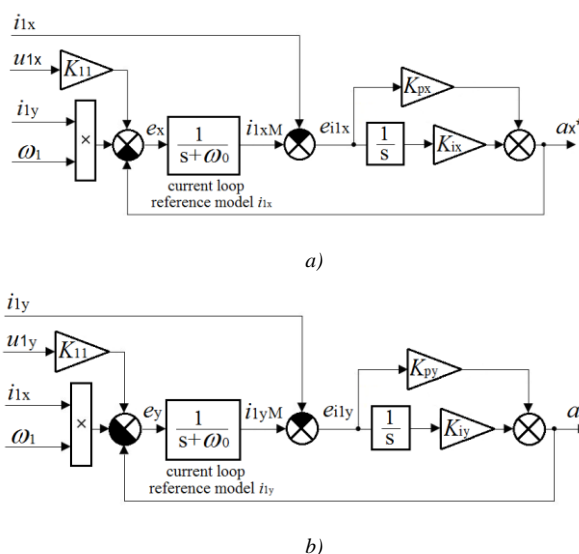 i1x
u1x K11
i1y
ω1
×
ex
1
s+ω0
i1xM
ei1x
Kpx
1
s
Kix
ax*
current loop
reference model i1x
a)
i1y
u1y K11
i1x
ω1
×
ey
1
s+ω0
i1yM
ei1y
Kpy
1
s
Kiy
a
current loop
reference model i1y
b)